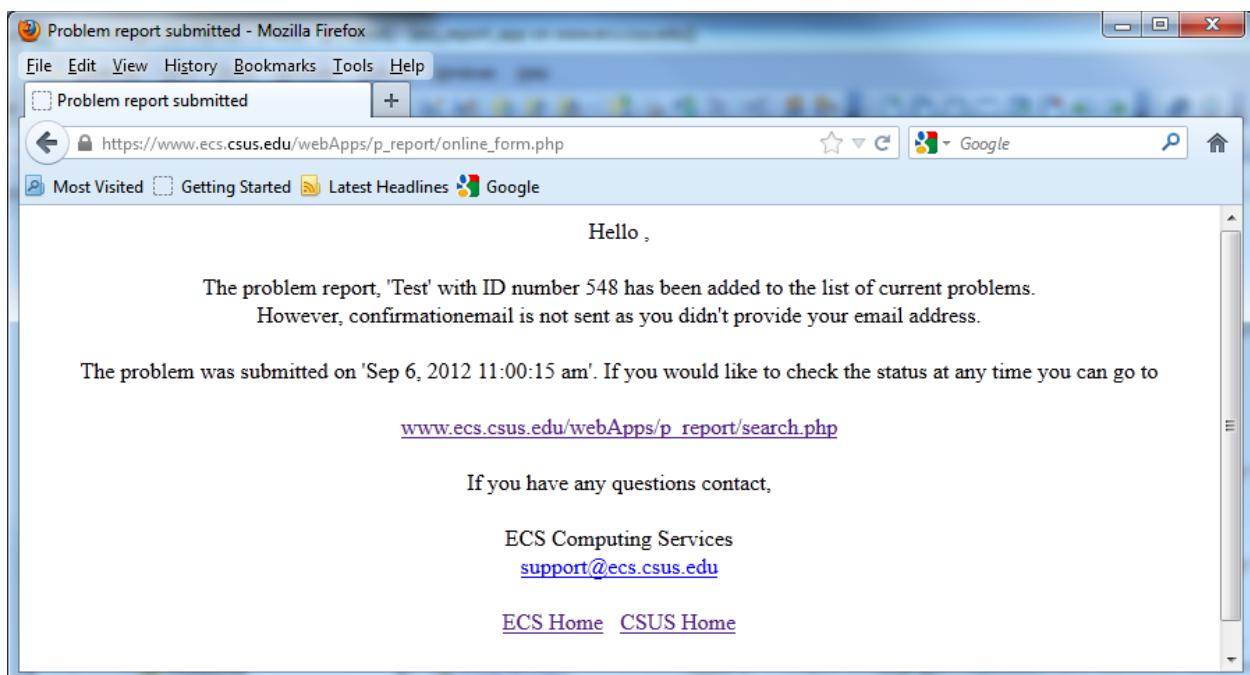 Problem report submitted - Mozilla Firefox
File Edit View History Bookmarks Tools Help
Problem report submitted +
https://www.ecs.csus.edu/webApps/p_report/online_form.php Google
Most Visited Getting Started Latest Headlines Google
Hello ,
The problem report, 'Test' with ID number 548 has been added to the list of current problems.
However, confirmationemail is not sent as you didn't provide your email address.
The problem was submitted on 'Sep 6, 2012 11:00:15 am'. If you would like to check the status at any time you can go to
www.ecs.csus.edu/webApps/p_report/search.php
If you have any questions contact,
ECS Computing Services
support@ecs.csus.edu
ECS Home CSUS Home